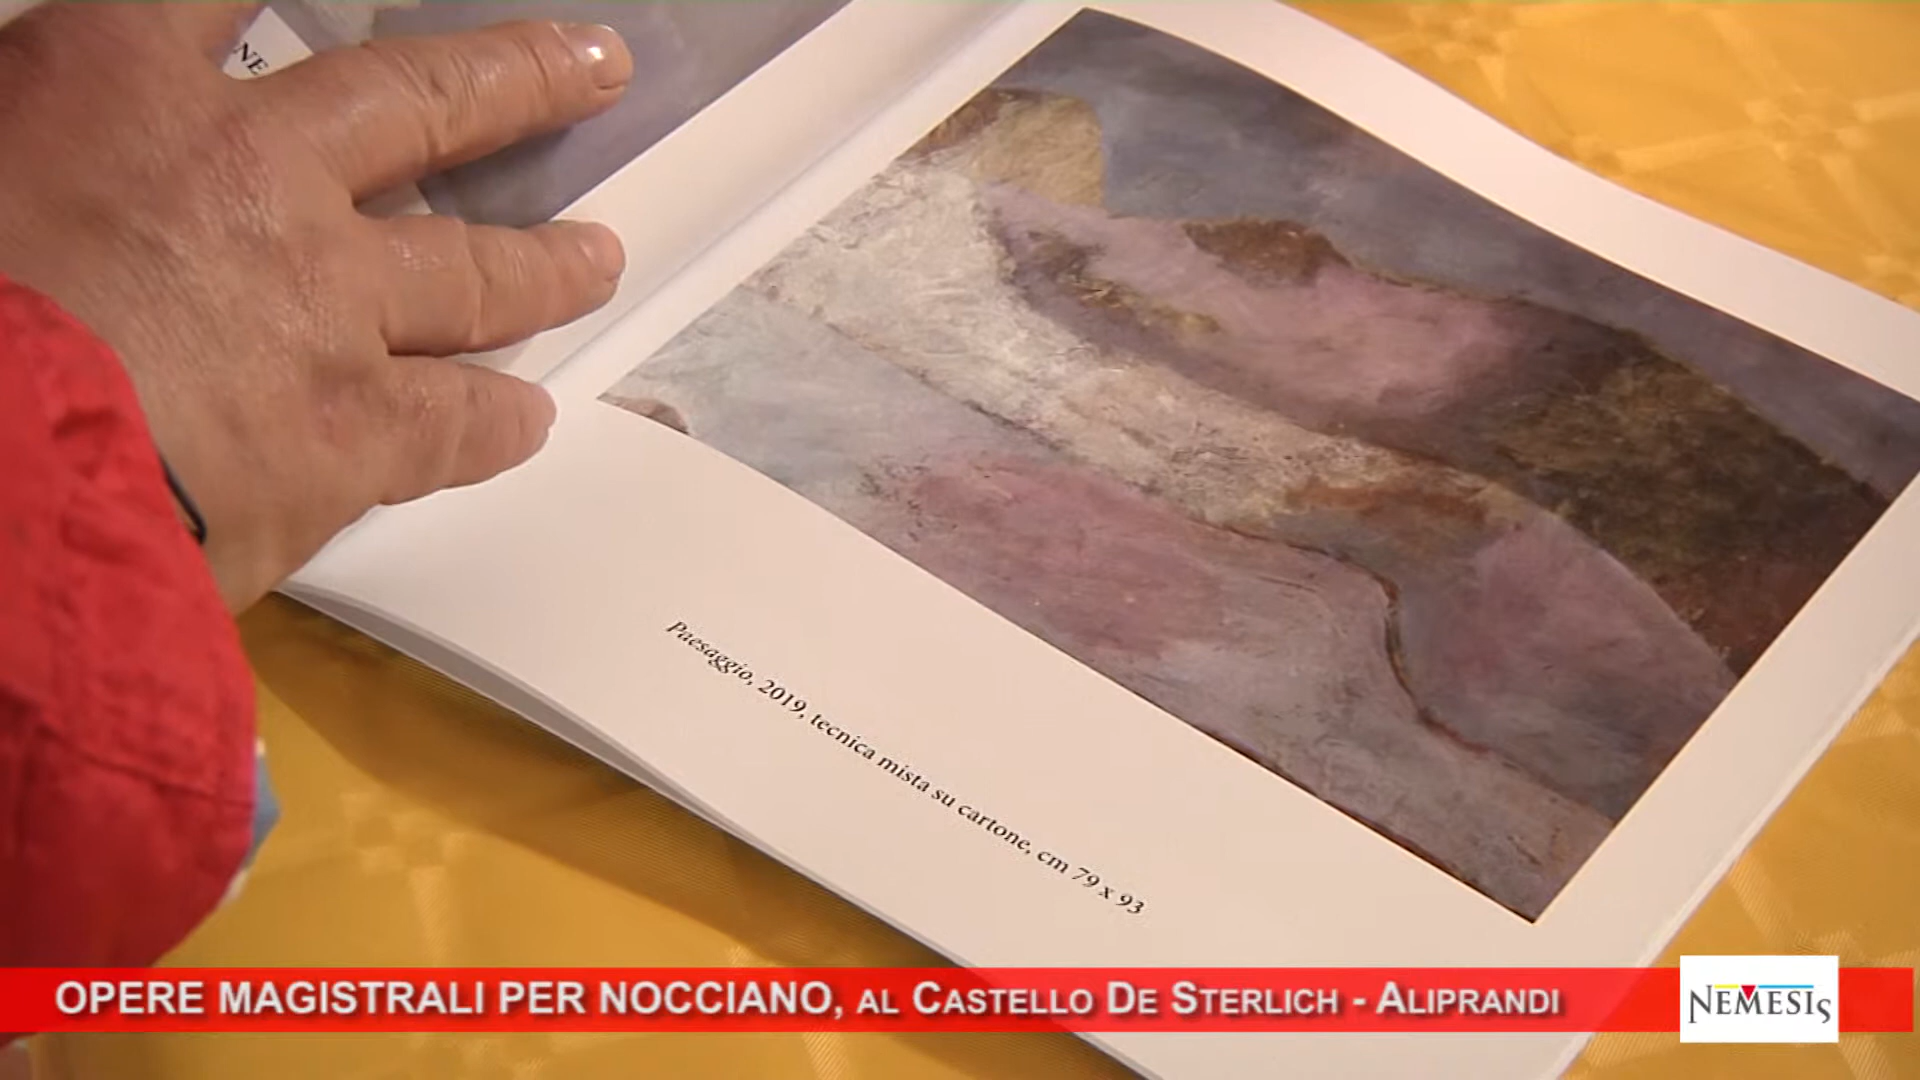 NE
Paesaggio, 2019, tecnica mista su cartone, cm 79 x 93
OPERE MAGISTRALI PER NOCCIANO, AL CASTELLO DE STERLICH - ALIPRANDI
NEMESIS